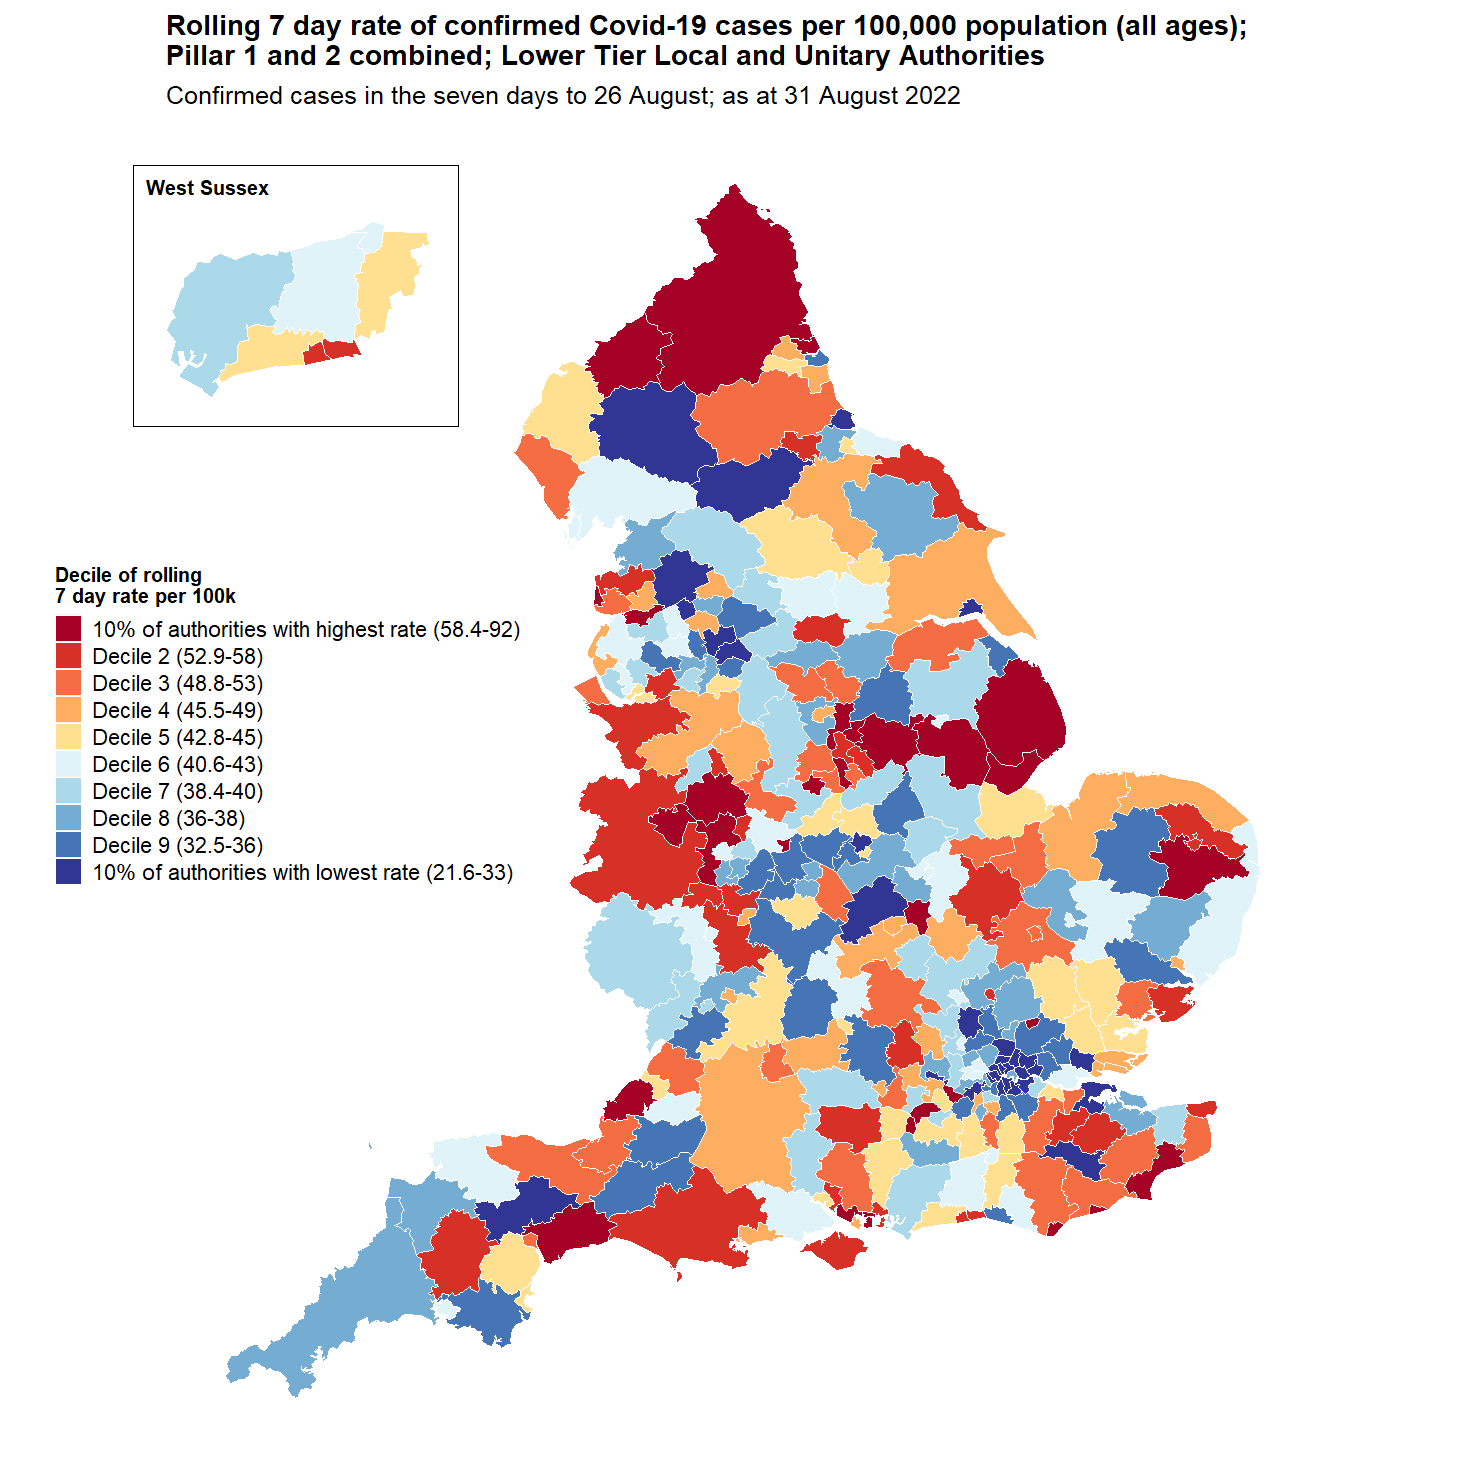 Rolling 7 day rate of confirmed Covid-19 cases per 100,000 population (all ages);
Pillar 1 and 2 combined; Lower Tier Local and Unitary Authorities
Confirmed cases in the seven days to 26 August; as at 31 August 2022
West Sussex
Decile of rolling
7 day rate per 100k
10% of authorities with highest rate (58.4-92)
Decile 2 (52.9-58)
Decile 3 (48.8-53)
Decile 4 (45.5-49)
Decile 5 (42.8-45)
Decile 6 (40.6-43)
Decile 7 (38.4-40)
Decile 8 (36-38)
Decile 9 (32.5-36)
10% of authorities with lowest rate (21.6-33)